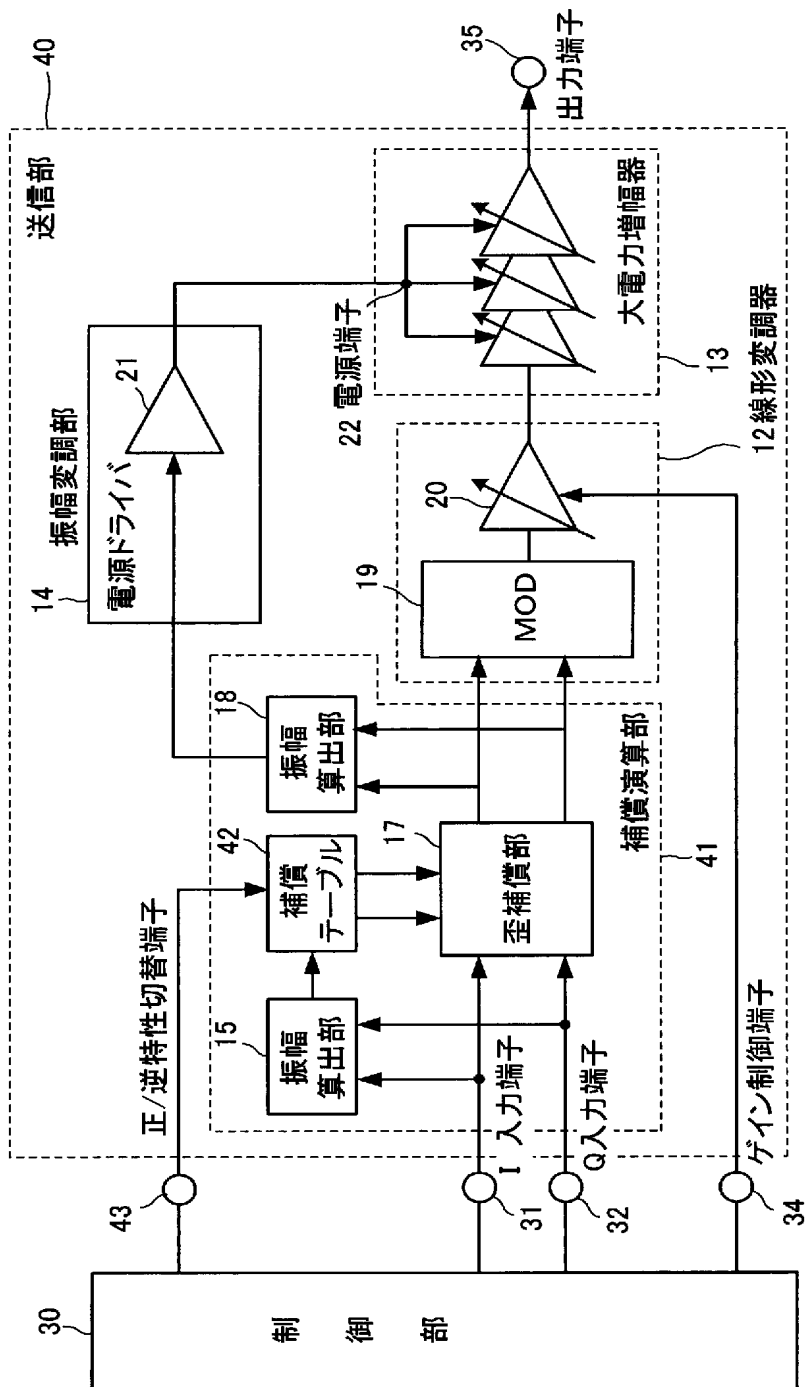 40
送信部
35
出力端子
振幅変調部
電源ドライバ
14
21
22 電源端子
大電力増幅器
13
12 線形変調器
20
19
MOD
18
振幅
算出部
42
補償
テーブル
17
歪補償部
補償演算部
41
15
振幅
算出部
正/逆特性切替端子
43
I 入力端子
31
Q入力端子
32
ゲイン制御端子
34
30
制御部